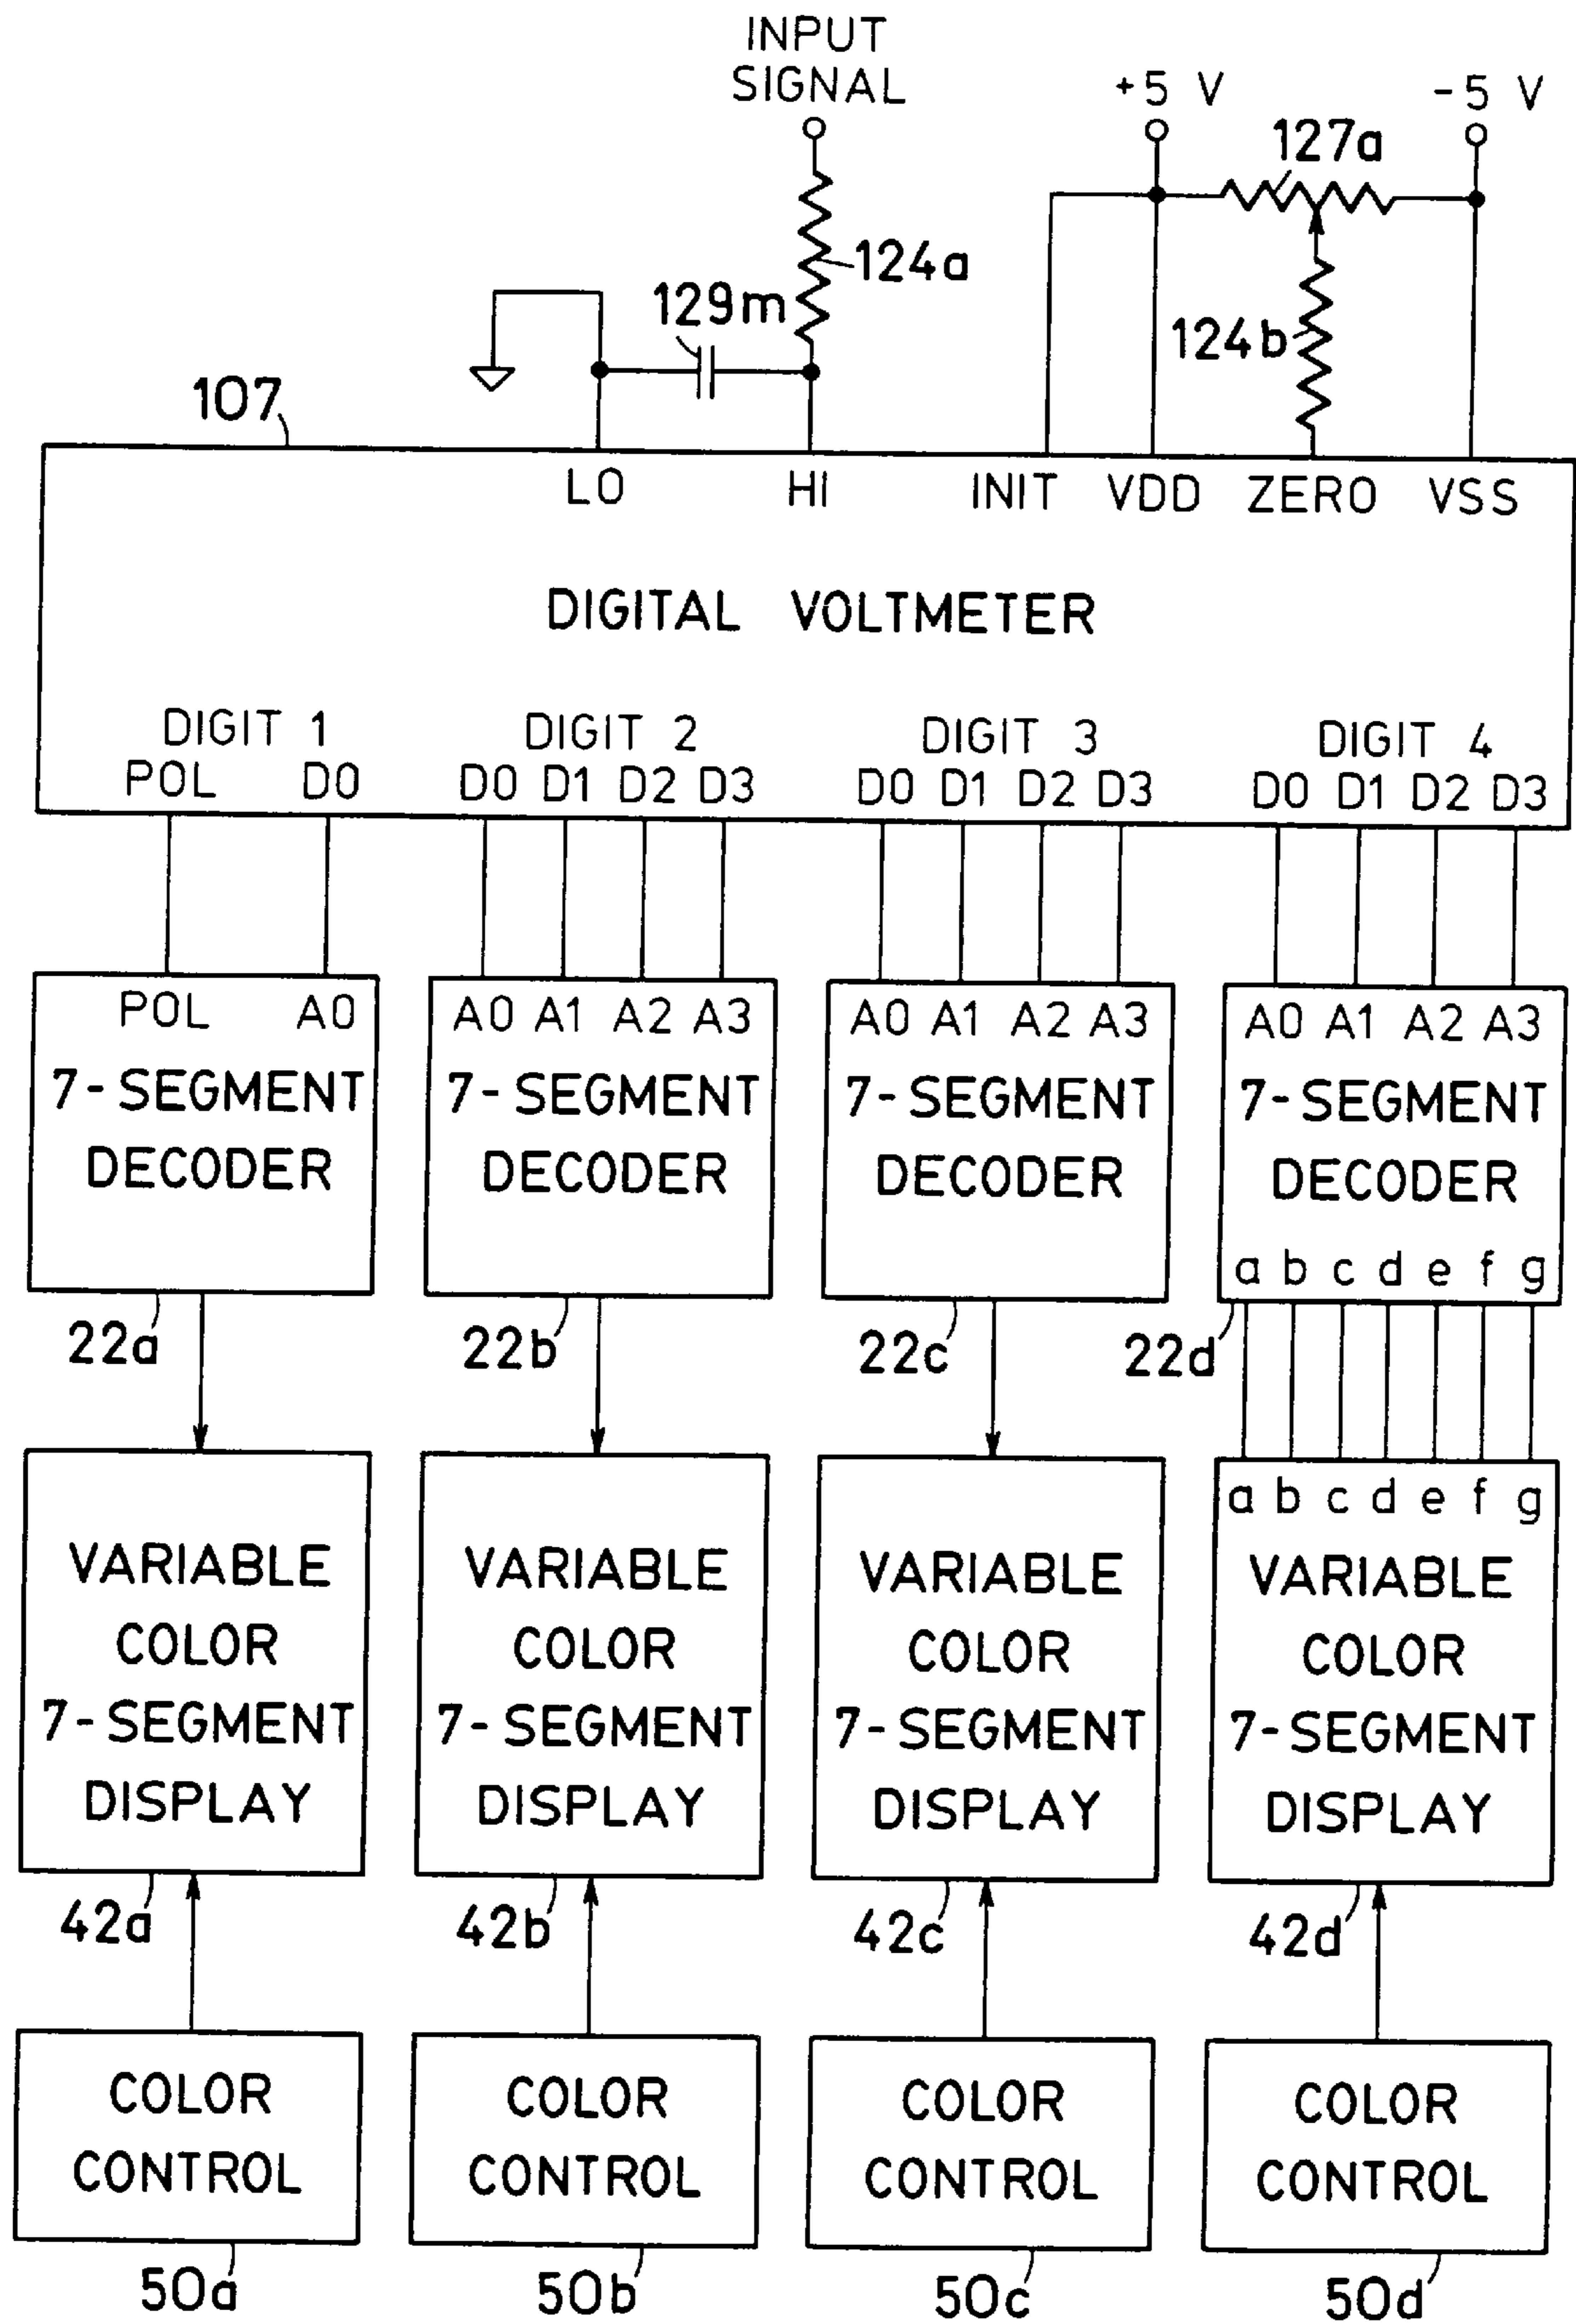 INPUT
SIGNAL
+5 V
-5 V
127a
124a
129m
124b
107
LO HI INIT VDD ZERO VSS
DIGITAL VOLTMETER
DIGIT 1 DIGIT 2 DIGIT 3 DIGIT 4
POL D0 D0 D1 D2 D3 D0 D1 D2 D3 D0 D1 D2 D3
POL A0 A0 A1 A2 A3 A0 A1 A2 A3 A0 A1 A2 A3
7-SEGMENT 7-SEGMENT 7-SEGMENT 7-SEGMENT
DECODER DECODER DECODER DECODER
a b c d e f g
22a 22b 22c 22d
a b c d e f g
VARIABLE VARIABLE VARIABLE VARIABLE
COLOR COLOR COLOR COLOR
7-SEGMENT 7-SEGMENT 7-SEGMENT 7-SEGMENT
DISPLAY DISPLAY DISPLAY DISPLAY
42a 42b 42c 42d
COLOR COLOR COLOR COLOR
CONTROL CONTROL CONTROL CONTROL
50a 50b 50c 50d